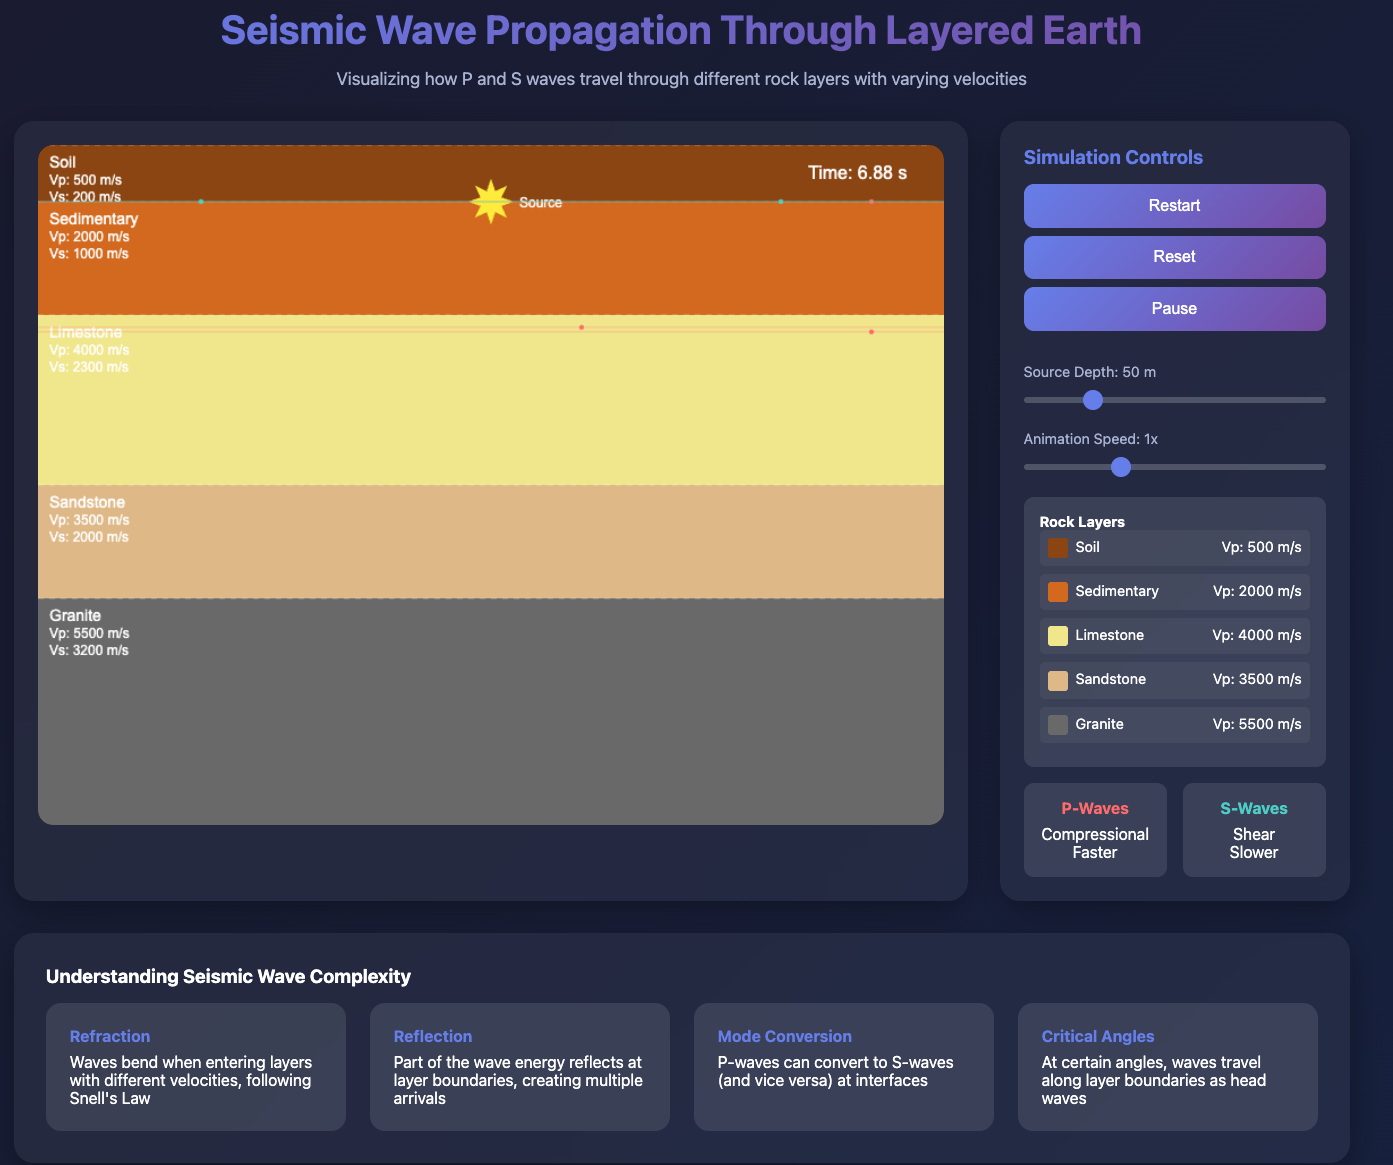 Seismic Wave Propagation Through Layered Earth
Visualizing how P and S waves travel through different rock layers with varying velocities
Soil
Vp: 500 m/s
Vs: 200 m/s
Time: 6.88 s
Source
Sedimentary
Vp: 2000 m/s
Vs: 1000 m/s
Limestone
Vp: 4000 m/s
Vs: 2300 m/s
Sandstone
Vp: 3500 m/s
Vs: 2000 m/s
Granite
Vp: 5500 m/s
Vs: 3200 m/s
Simulation Controls
Restart
Reset
Pause
Source Depth: 50 m
Animation Speed: 1x
Rock Layers
Soil Vp: 500 m/s
Sedimentary Vp: 2000 m/s
Limestone Vp: 4000 m/s
Sandstone Vp: 3500 m/s
Granite Vp: 5500 m/s
P-Waves
Compressional
Faster
S-Waves
Shear
Slower
Understanding Seismic Wave Complexity
Refraction
Waves bend when entering layers
with different velocities, following
Snell's Law
Reflection
Part of the wave energy reflects at
layer boundaries, creating multiple
arrivals
Mode Conversion
P-waves can convert to S-waves
(and vice versa) at interfaces
Critical Angles
At certain angles, waves travel
along layer boundaries as head
waves